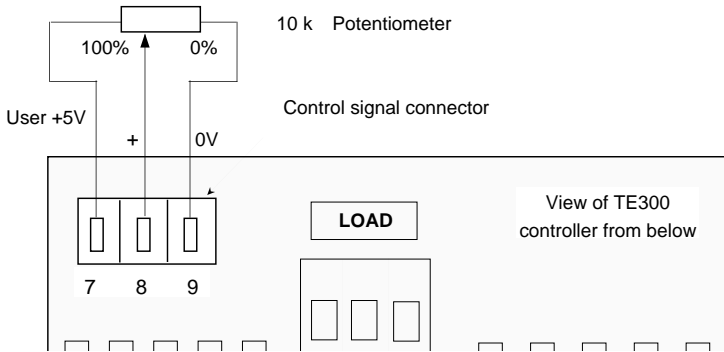 10 k Potentiometer
100% 0%
Control signal connector
User +5V
+ 0V
LOAD
View of TE300
controller from below
7 8 9